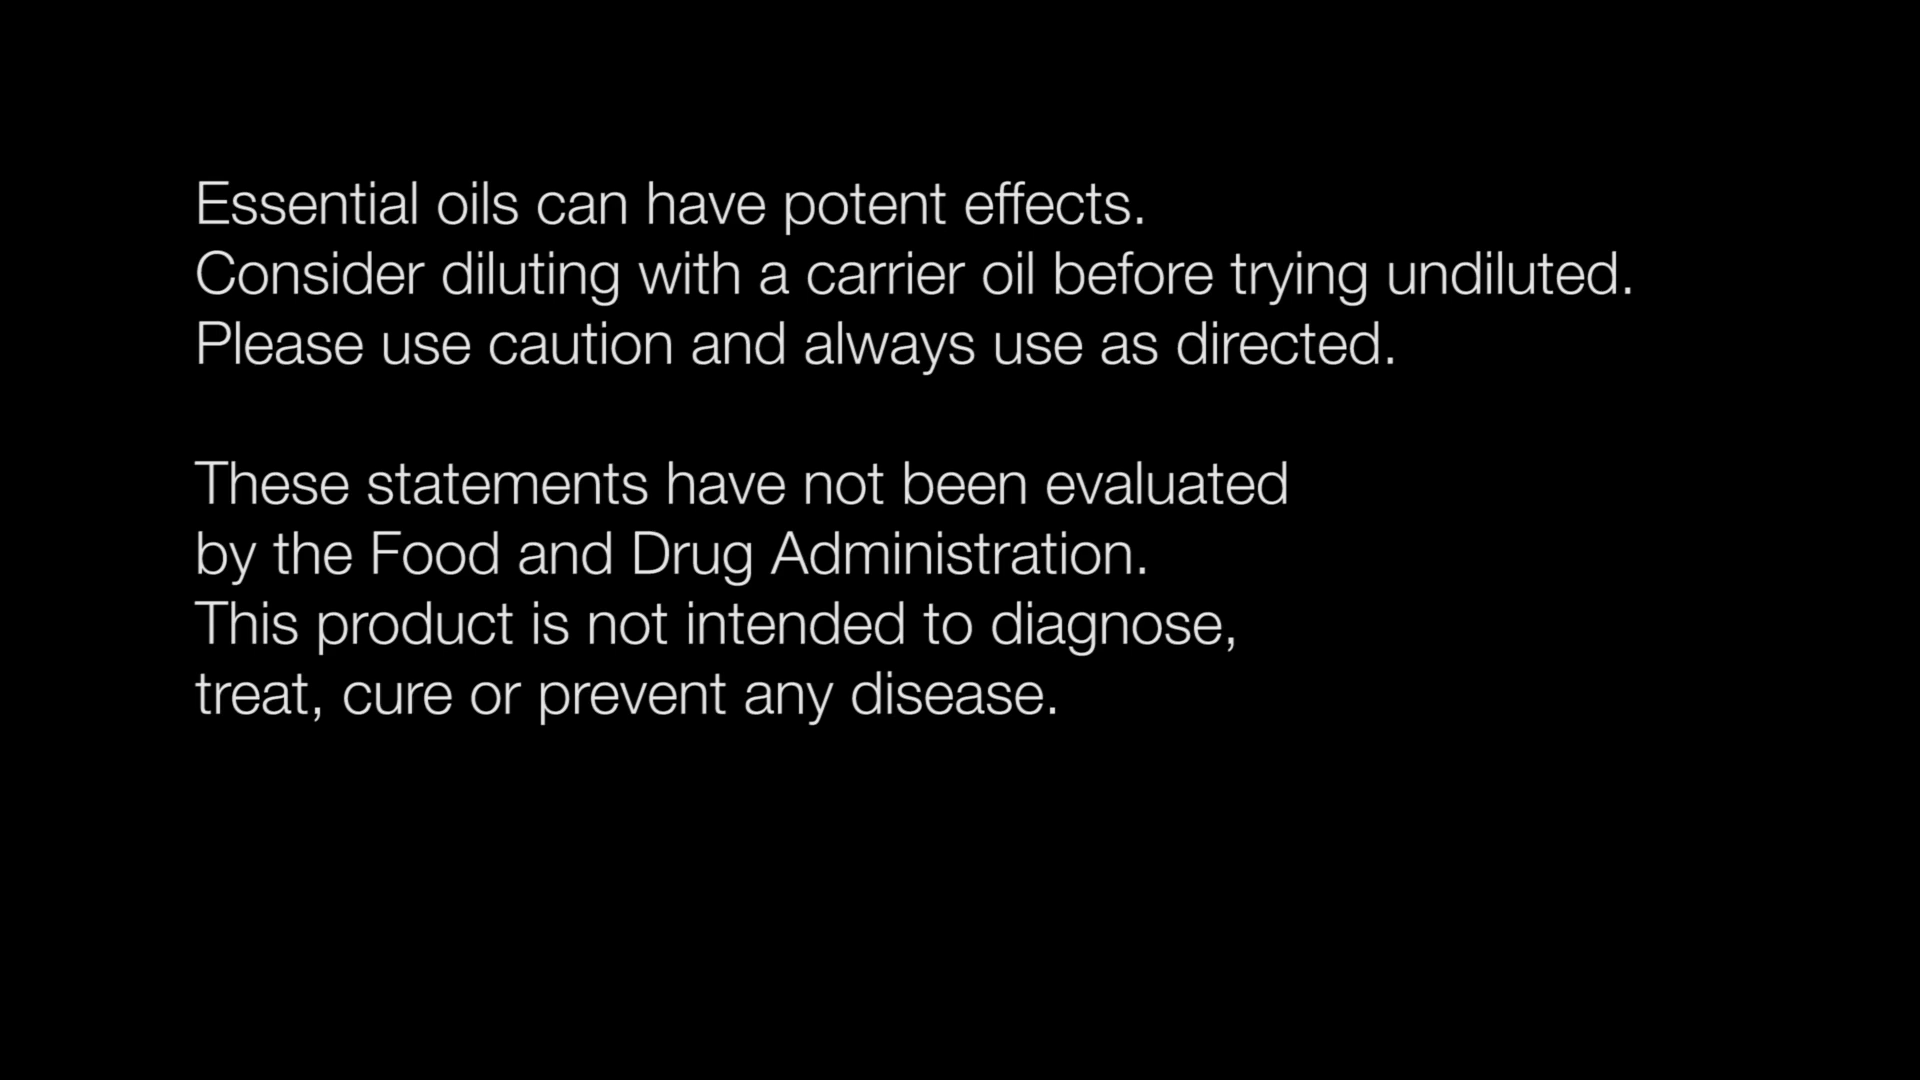 Essential oils can have potent effects.
Consider diluting with a carrier oil before trying undiluted.
Please use caution and always use as directed.
These statements have not been evaluated
by the Food and Drug Administration.
This product is not intended to diagnose,
treat, cure or prevent any disease.